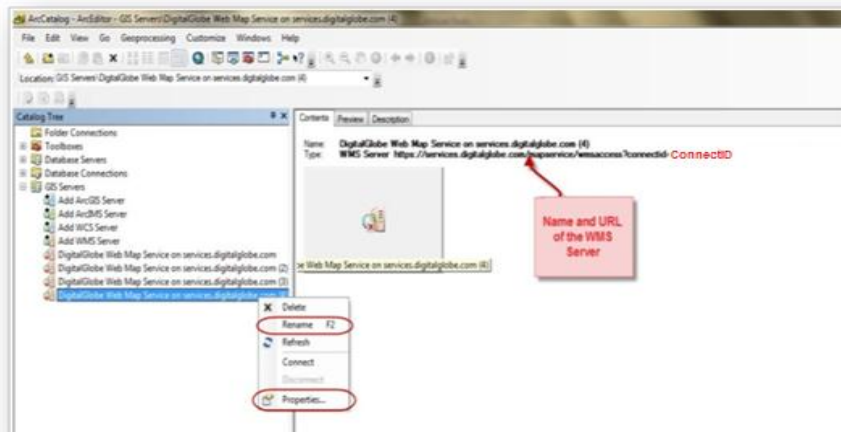 ArcCatalog - ArcEditor - GIS Servers\DigitalGlobe Web Map Service on services.digitalglobe.com (4)
File Edit View Go Geoprocessing Customize Windows Help
Location: GIS Servers\DigitalGlobe Web Map Service on services.digitalglobe.com (4)
Catalog Tree
Folder Connections
Toolboxes
Database Servers
Database Connections
GIS Servers
Add ArcGIS Server
Add ArcIMS Server
Add WCS Server
Add WMS Server
DigitalGlobe Web Map Service on services.digitalglobe.com
DigitalGlobe Web Map Service on services.digitalglobe.com (2)
DigitalGlobe Web Map Service on services.digitalglobe.com (3)
DigitalGlobe Web Map Service on services.digitalglobe.com (4)
Delete
Rename F2
Refresh
Connect
Disconnect
Properties...
Contents Preview Description
Name: DigitalGlobe Web Map Service on services.digitalglobe.com (4)
Type: WMS Server https://services.digitalglobe.com/mapservice/wmsaccess?connectid=ConnectID
be Web Map Service on services.digitalglobe.com (4)
Name and URL
of the WMS
Server